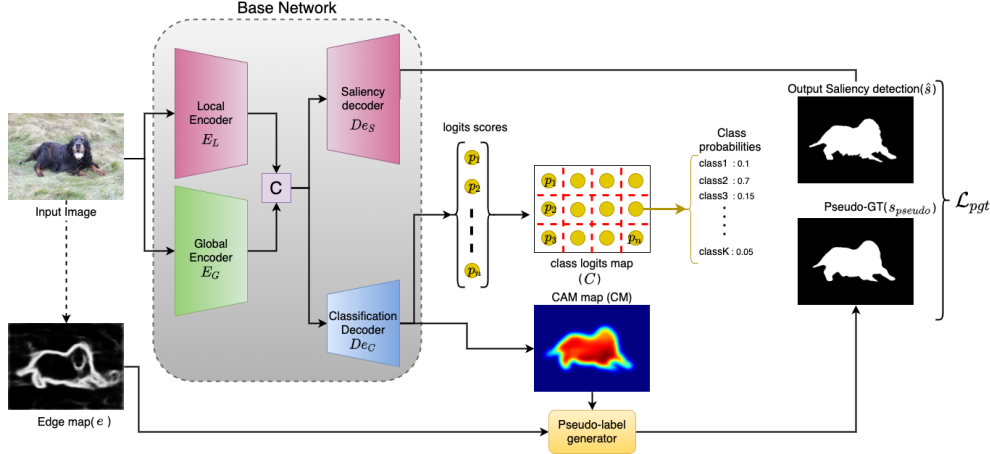 Base Network
Local
Encoder
E_L
Saliency
decoder
De_S
Input Image
C
Global
Encoder
E_G
Classification
Decoder
De_C
Edge map( e )
logits scores
p_1
p_2
p_n
p_1
p_2
p_3
p_n
class logits map
(C)
Class
probabilities
class1 : 0.1
class2 : 0.7
class3 : 0.15
classK : 0.05
CAM map (CM)
Pseudo-label
generator
Output Saliency detection(ŝ)
Pseudo-GT(s_pseudo)
ℒ_pgt